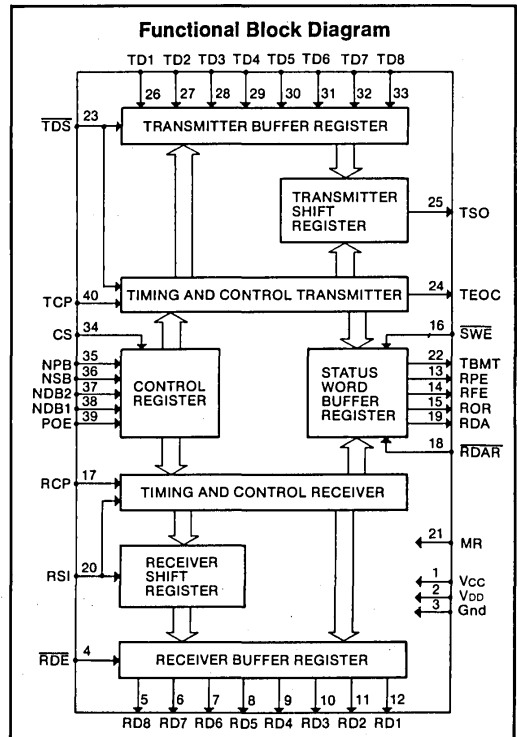 Functional Block Diagram
TD1 TD2 TD3 TD4 TD5 TD6 TD7 TD8
26 27 28 29 30 31 32 33
TDS 23
TRANSMITTER BUFFER REGISTER
TRANSMITTER
SHIFT
REGISTER
25 TSO
TCP 40
TIMING AND CONTROL TRANSMITTER
24 TEOC
CS 34
16 SWE
NPB 35
NSB 36
NDB2 37
NDB1 38
POE 39
CONTROL
REGISTER
STATUS
WORD
BUFFER
REGISTER
22 TBMT
13 RPE
14 RFE
15 ROR
19 RDA
18 RDAR
RCP 17
TIMING AND CONTROL RECEIVER
21 MR
RSI 20
RECEIVER
SHIFT
REGISTER
1 VCC
2 VDD
3 Gnd
RDE 4
RECEIVER BUFFER REGISTER
5 6 7 8 9 10 11 12
RD8 RD7 RD6 RD5 RD4 RD3 RD2 RD1